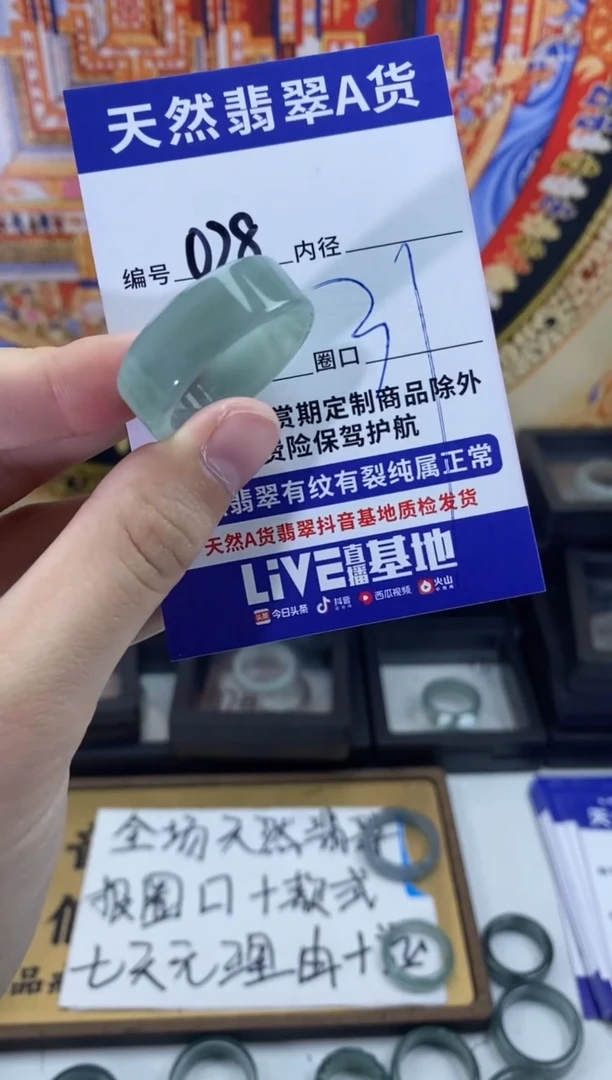 天然翡翠A货
编号 028 内径
31
圈口
赏期定制商品除外
货险保驾护航
翡翠有纹有裂纯属正常
天然A货翡翠抖音基地质检发货
LiVE直播基地
今日头条 抖音 西瓜视频 火山
全场天然翡翠
报圈口+款式
七天无理由+
品